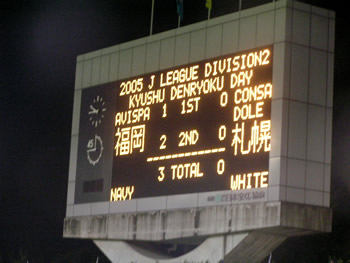 2005 J LEAGUE DIVISION2
KYUSHU DENRYOKU DAY
AVISPA 1 1ST 0 CONSA
DOLE
福岡 2 2ND 0 札幌
3 TOTAL 0
NAVY WHITE